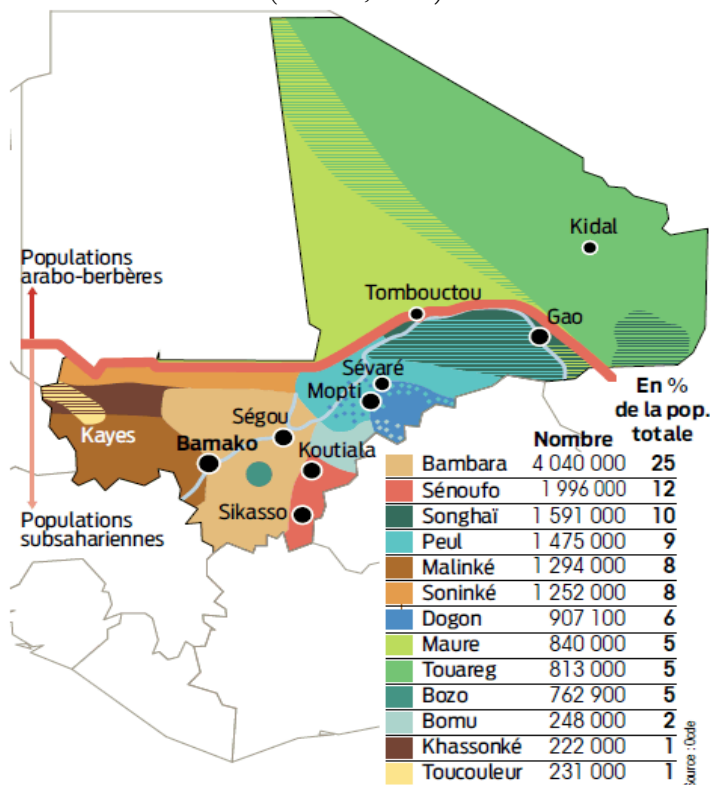 Kidal
Populations
arabo-berbères
Tombouctou
Gao
Sévaré
Mopti
Kayes
Ségou
Bamako
Koutiala
Sikasso
Populations
subsahariennes
En %
de la pop.
totale
Nombre
Bambara 4 040 000 25
Sénoufo 1 996 000 12
Songhaï 1 591 000 10
Peul 1 475 000 9
Malinké 1 294 000 8
Soninké 1 252 000 8
Dogon 907 100 6
Maure 840 000 5
Touareg 813 000 5
Bozo 762 900 5
Bomu 248 000 2
Khassonké 222 000 1
Toucouleur 231 000 1
Source :